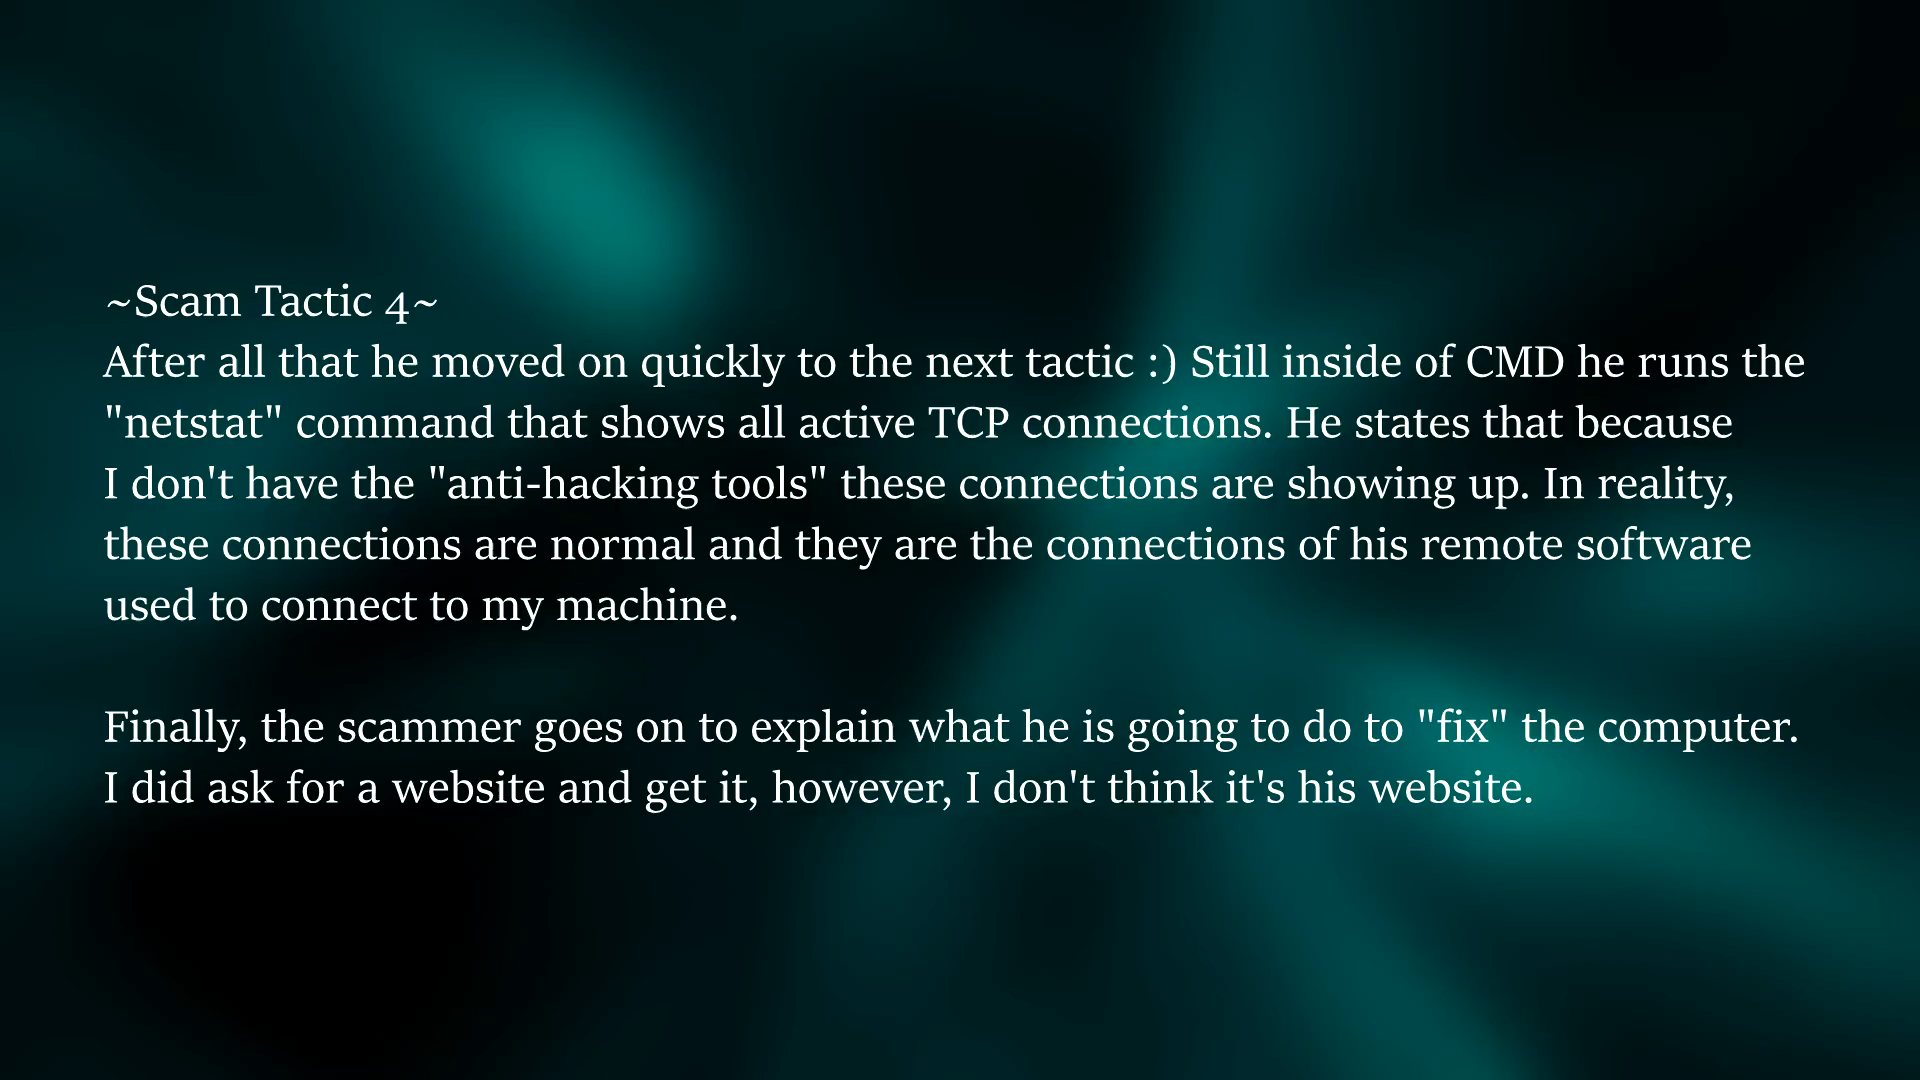 ~Scam Tactic 4~
After all that he moved on quickly to the next tactic :) Still inside of CMD he runs the
"netstat" command that shows all active TCP connections. He states that because
I don't have the "anti-hacking tools" these connections are showing up. In reality,
these connections are normal and they are the connections of his remote software
used to connect to my machine.
Finally, the scammer goes on to explain what he is going to do to "fix" the computer.
I did ask for a website and get it, however, I don't think it's his website.